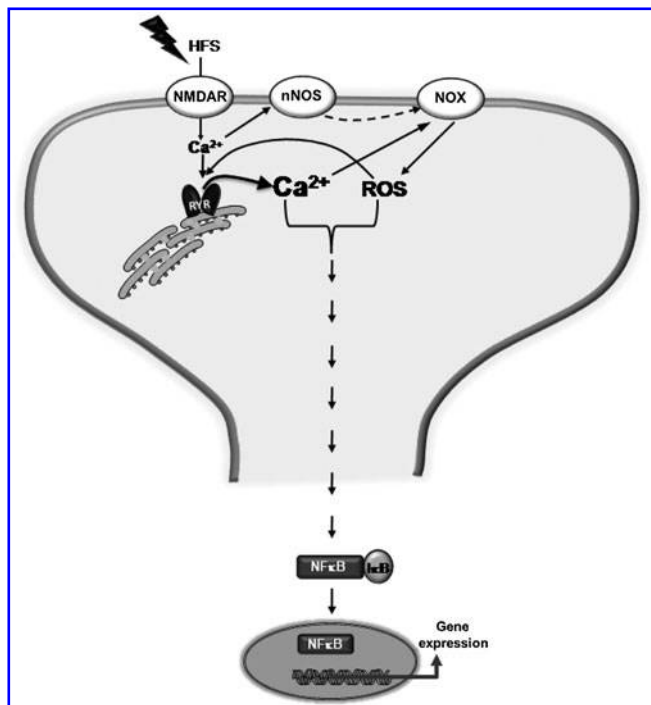 HFS
NMDAR
nNOS
NOX
Ca²⁺
RYR
Ca²⁺
ROS
NFκB
IκB
NFκB
Gene
expression